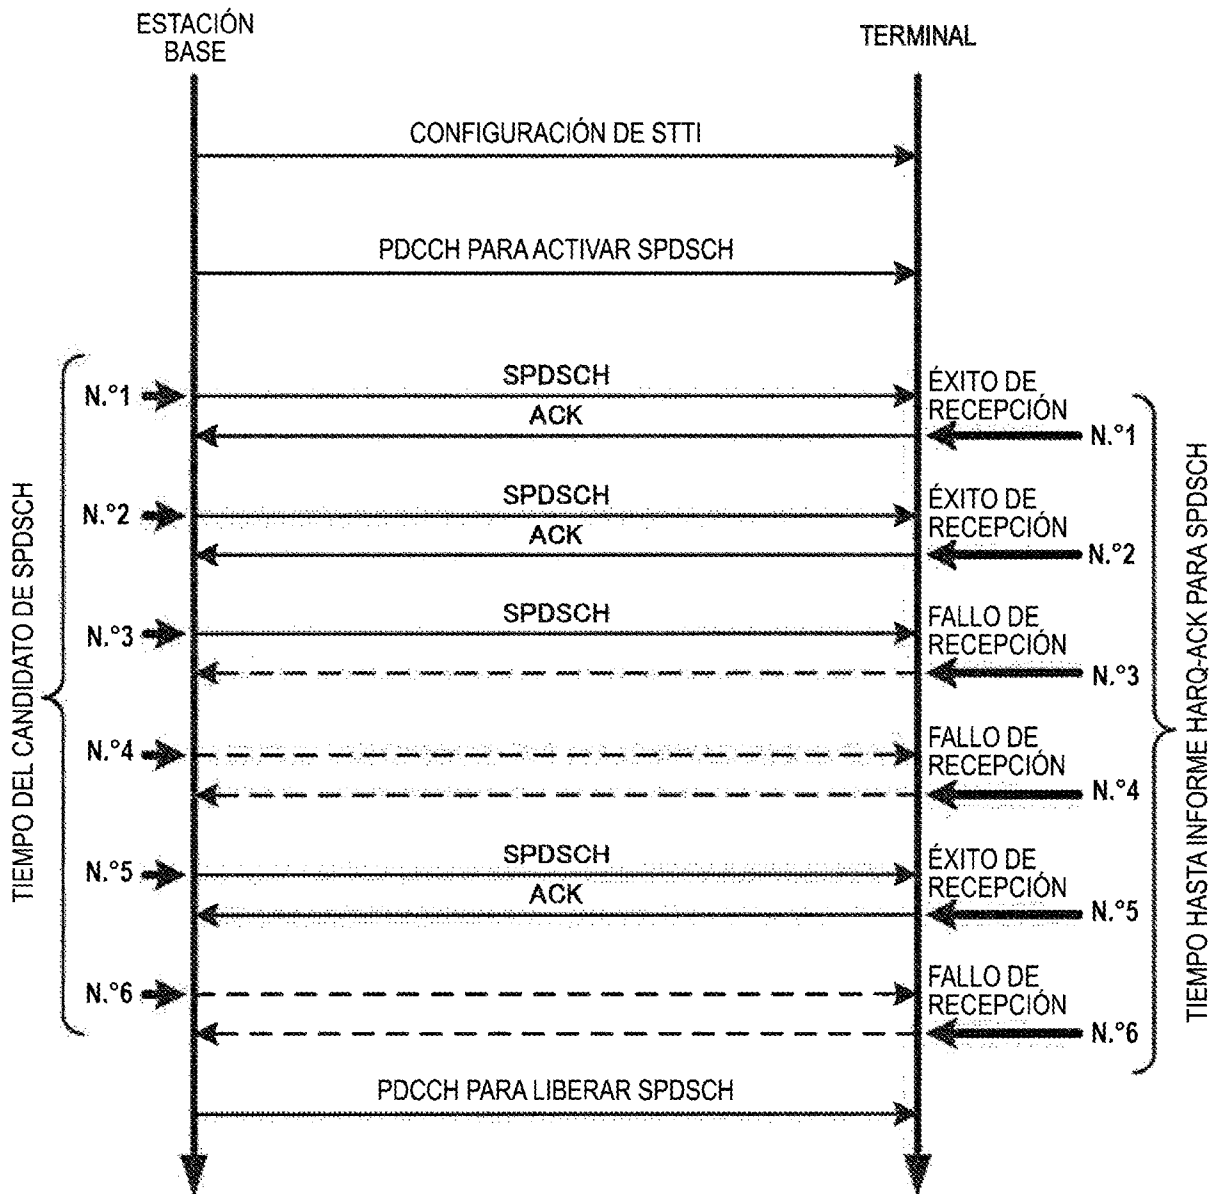 ESTACIÓN
BASE
TERMINAL
CONFIGURACIÓN DE STTI
PDCCH PARA ACTIVAR SPDSCH
TIEMPO DEL CANDIDATO DE SPDSCH
N.°1
SPDSCH
ÉXITO DE
RECEPCIÓN
ACK
N.°1
N.°2
SPDSCH
ÉXITO DE
RECEPCIÓN
ACK
N.°2
N.°3
SPDSCH
FALLO DE
RECEPCIÓN
N.°3
N.°4
FALLO DE
RECEPCIÓN
N.°4
N.°5
SPDSCH
ÉXITO DE
RECEPCIÓN
ACK
N.°5
N.°6
FALLO DE
RECEPCIÓN
N.°6
TIEMPO HASTA INFORME HARQ-ACK PARA SPDSCH
PDCCH PARA LIBERAR SPDSCH